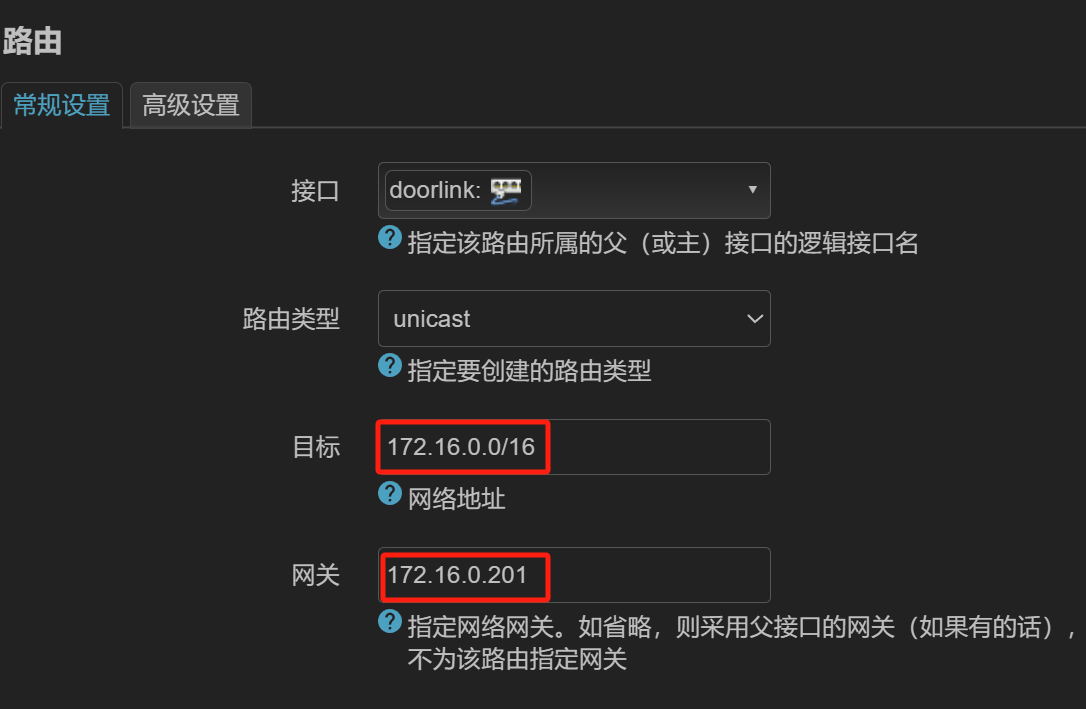 路由
常规设置 高级设置
接口 doorlink:
指定该路由所属的父（或主）接口的逻辑接口名
路由类型 unicast
指定要创建的路由类型
目标 172.16.0.0/16
网络地址
网关 172.16.0.201
指定网络网关。如省略，则采用父接口的网关（如果有的话），
不为该路由指定网关